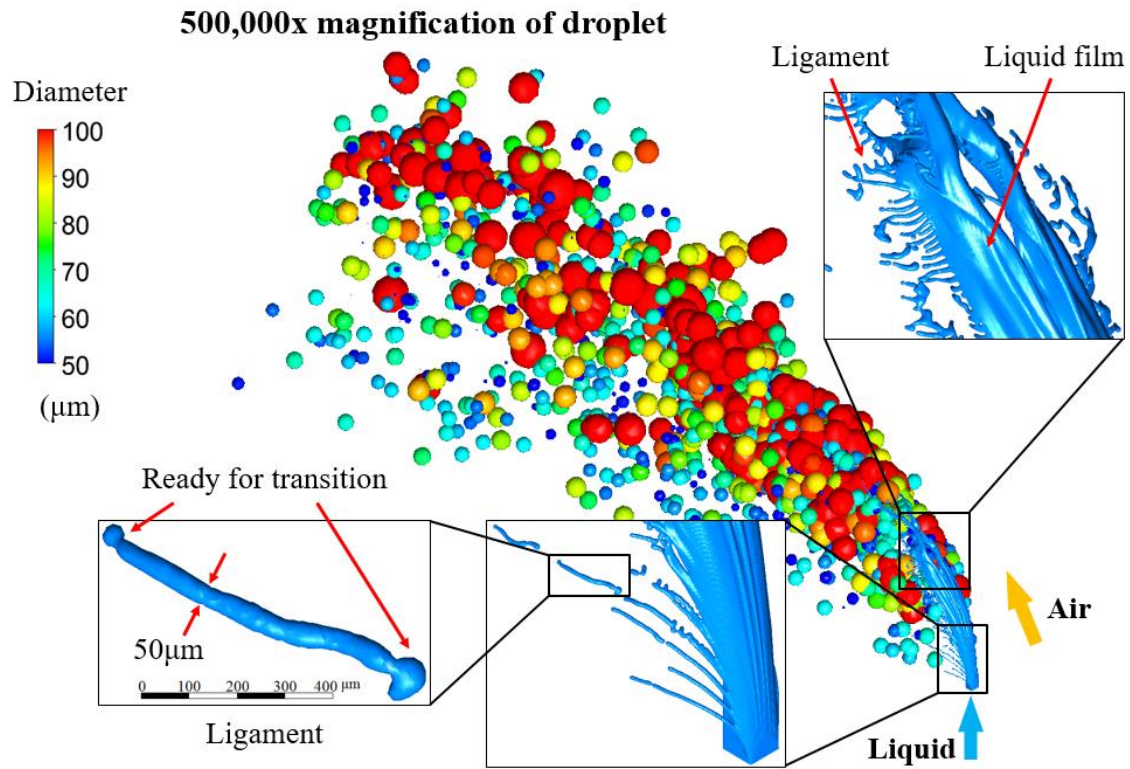 500,000x magnification of droplet
Ligament
Liquid film
Diameter
100
90
80
70
60
50
(μm)
Ready for transition
50μm
0 100 200 300 400 μm
Ligament
Air
Liquid